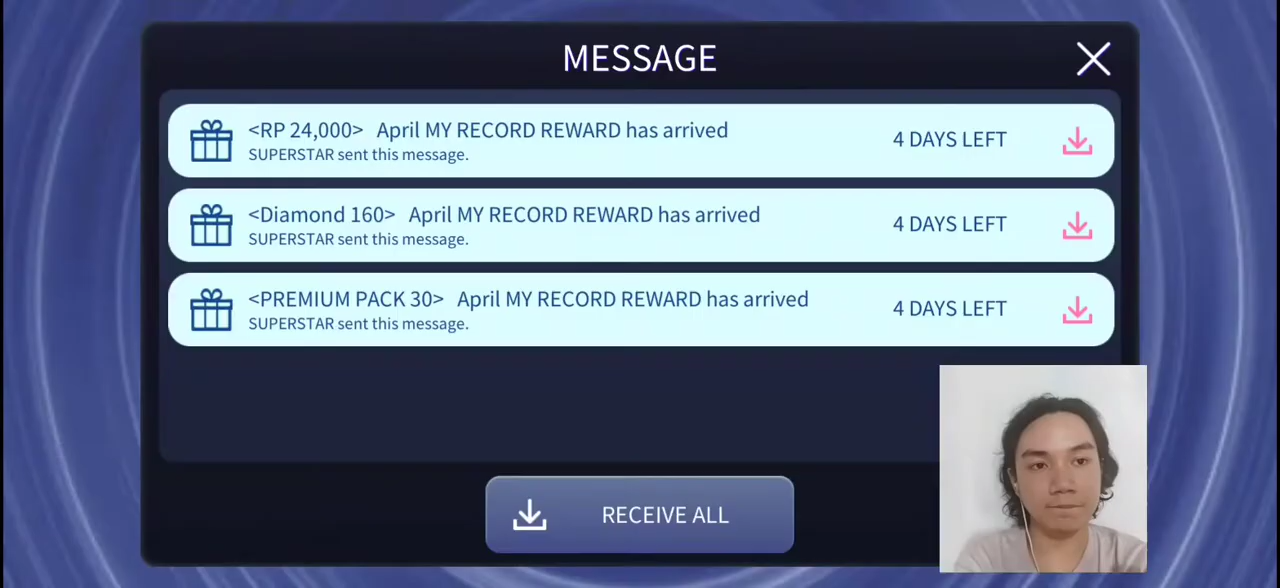 MESSAGE
<RP 24,000> April MY RECORD REWARD has arrived
SUPERSTAR sent this message.
4 DAYS LEFT
<Diamond 160> April MY RECORD REWARD has arrived
SUPERSTAR sent this message.
4 DAYS LEFT
<PREMIUM PACK 30> April MY RECORD REWARD has arrived
SUPERSTAR sent this message.
4 DAYS LEFT
RECEIVE ALL